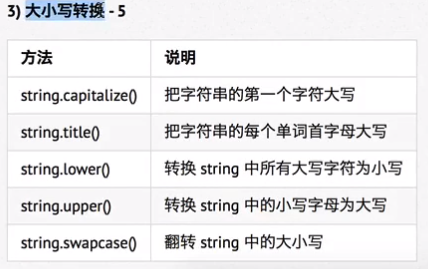 3) 大小写转换 - 5
方法 说明
string.capitalize() 把字符串的第一个字符大写
string.title() 把字符串的每个单词首字母大写
string.lower() 转换 string 中所有大写字符为小写
string.upper() 转换 string 中的小写字母为大写
string.swapcase() 翻转 string 中的大小写